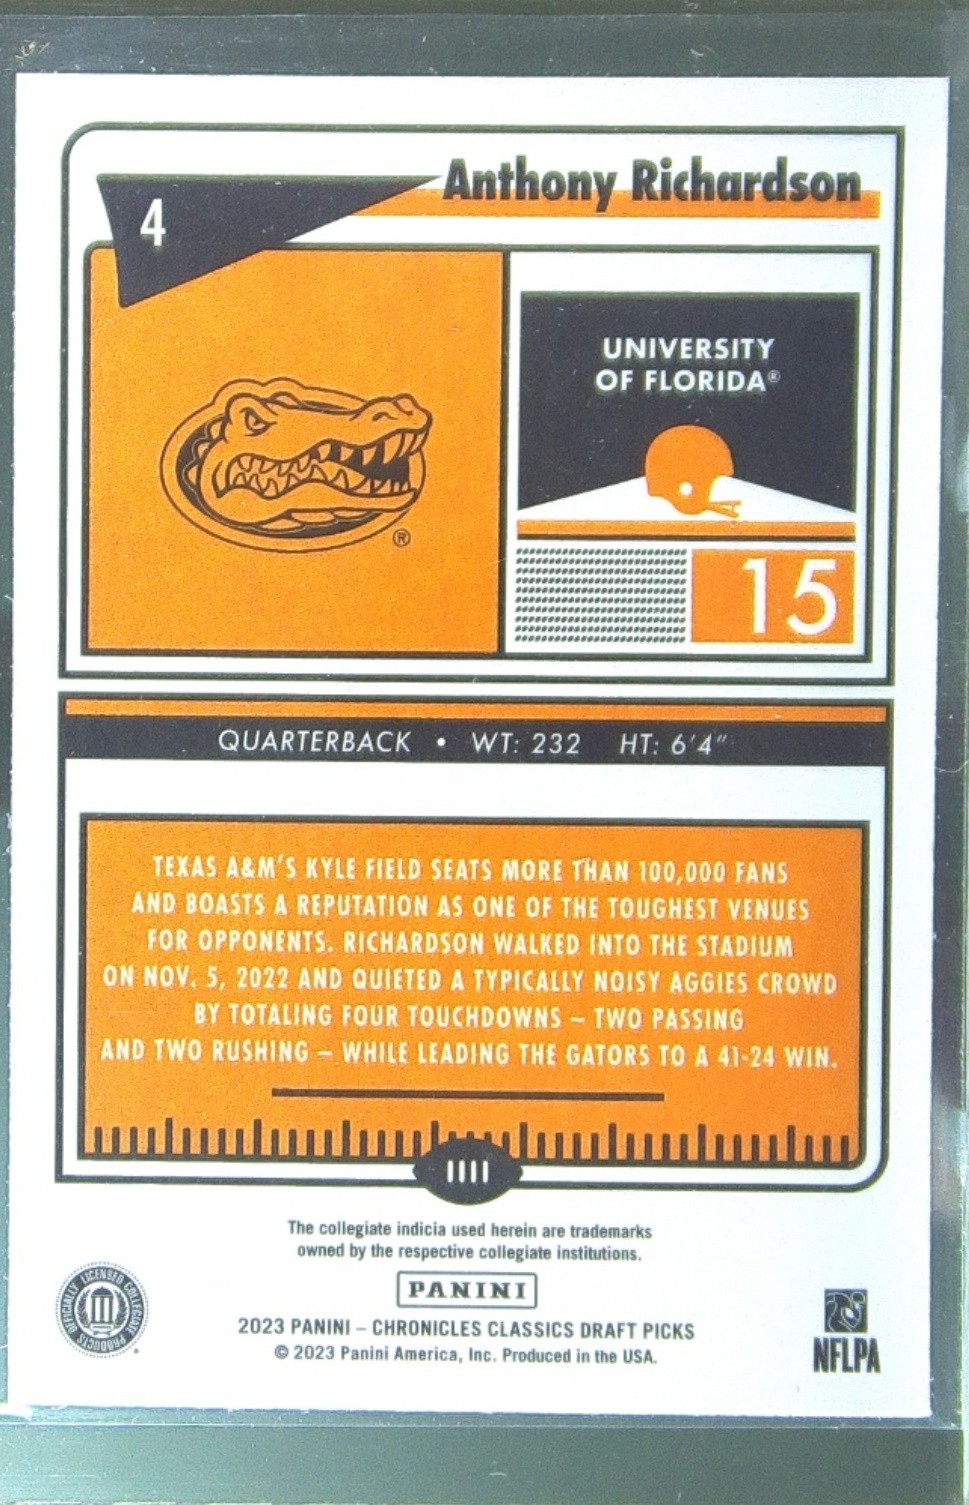 Anthony Richardson
4
UNIVERSITY
OF FLORIDA®
®
15
QUARTERBACK • WT: 232 HT: 6'4"
TEXAS A&M'S KYLE FIELD SEATS MORE THAN 100,000 FANS
AND BOASTS A REPUTATION AS ONE OF THE TOUGHEST VENUES
FOR OPPONENTS. RICHARDSON WALKED INTO THE STADIUM
ON NOV. 5, 2022 AND QUIETED A TYPICALLY NOISY AGGIES CROWD
BY TOTALING FOUR TOUCHDOWNS – TWO PASSING
AND TWO RUSHING – WHILE LEADING THE GATORS TO A 41-24 WIN.
The collegiate indicia used herein are trademarks
owned by the respective collegiate institutions.
PANINI
OFFICIALLY LICENSED COLLEGIATE PRODUCTS
2023 PANINI – CHRONICLES CLASSICS DRAFT PICKS
© 2023 Panini America, Inc. Produced in the USA.
NFLPA